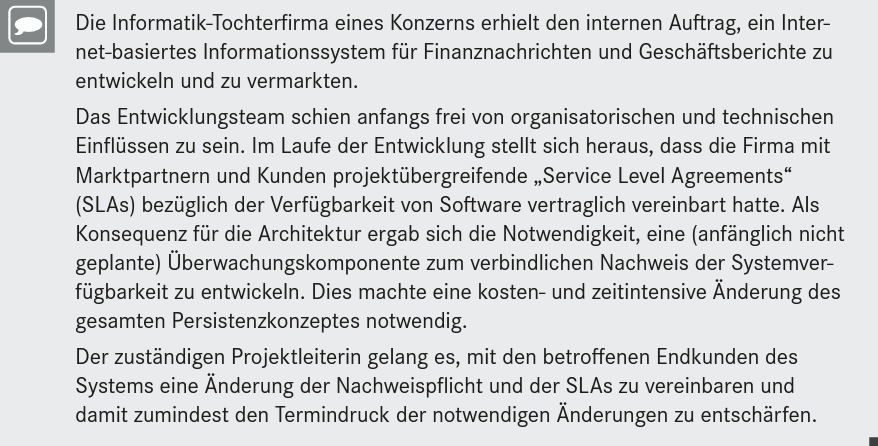 Die Informatik-Tochterfirma eines Konzerns erhielt den internen Auftrag, ein Inter-
net-basiertes Informationssystem für Finanznachrichten und Geschäftsberichte zu
entwickeln und zu vermarkten.
Das Entwicklungsteam schien anfangs frei von organisatorischen und technischen
Einflüssen zu sein. Im Laufe der Entwicklung stellt sich heraus, dass die Firma mit
Marktpartnern und Kunden projektübergreifende „Service Level Agreements“
(SLAs) bezüglich der Verfügbarkeit von Software vertraglich vereinbart hatte. Als
Konsequenz für die Architektur ergab sich die Notwendigkeit, eine (anfänglich nicht
geplante) Überwachungskomponente zum verbindlichen Nachweis der Systemver-
fügbarkeit zu entwickeln. Dies machte eine kosten- und zeitintensive Änderung des
gesamten Persistenzkonzeptes notwendig.
Der zuständigen Projektleiterin gelang es, mit den betroffenen Endkunden des
Systems eine Änderung der Nachweispflicht und der SLAs zu vereinbaren und
damit zumindest den Termindruck der notwendigen Änderungen zu entschärfen.